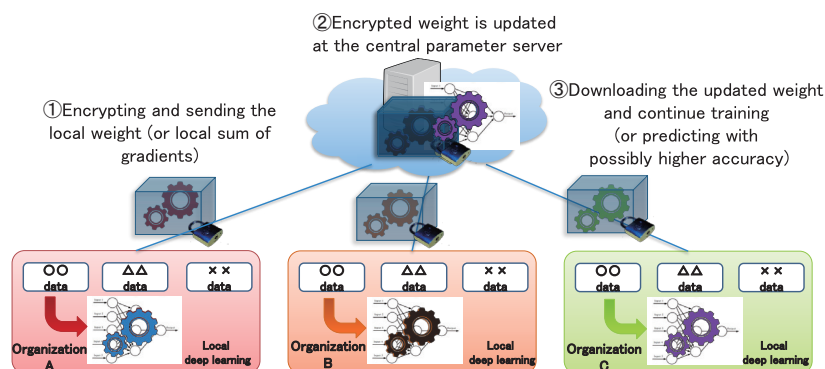 ②Encrypted weight is updated
at the central parameter server
①Encrypting and sending the
local weight (or local sum of
gradients)
③Downloading the updated weight
and continue training
(or predicting with
possibly higher accuracy)
○○
data
△△
data
××
data
Organization
A
Local
deep learning
○○
data
△△
data
××
data
Organization
B
Local
deep learning
○○
data
△△
data
××
data
Organization
C
Local
deep learning